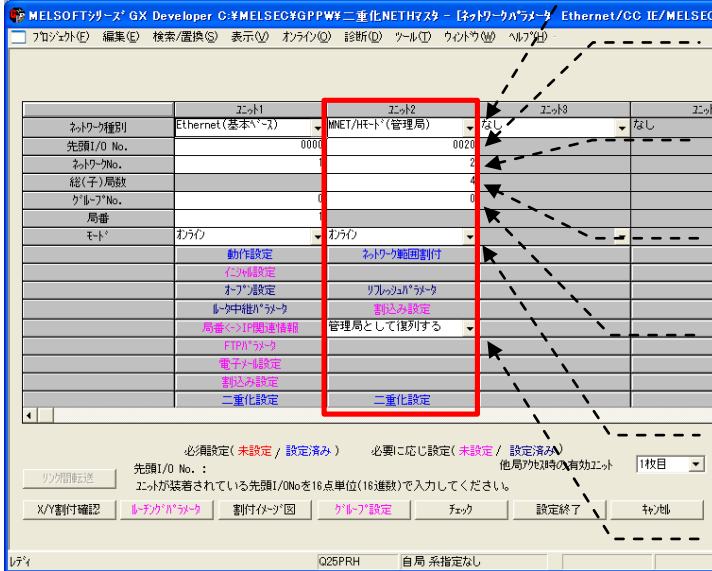 MELSOFTｼﾘｰｽﾞ GX Developer C:¥MELSEC¥GPPW¥二重化NETHﾏｽﾀ - [ﾈｯﾄﾜｰｸﾊﾟﾗﾒｰﾀ Ethernet/CC IE/MELSEC
ﾌﾟﾛｼﾞｪｸﾄ(F) 編集(E) 検索/置換(S) 表示(V) ｵﾝﾗｲﾝ(O) 診断(D) ﾂｰﾙ(T) ｳｨﾝﾄﾞｳ(W) ﾍﾙﾌﾟ(H)
ﾕﾆｯﾄ1 ﾕﾆｯﾄ2 ﾕﾆｯﾄ3
ﾈｯﾄﾜｰｸ種別 Ethernet(基本ﾍﾞｰｽ) MNET/Hﾓｰﾄﾞ(管理局) なし なし
先頭I/O No. 0000 0020
ﾈｯﾄﾜｰｸNo. 1 2
総(子)局数 4
ｸﾞﾙｰﾌﾟNo. 0 0
局番 1
ﾓｰﾄﾞ ｵﾝﾗｲﾝ ｵﾝﾗｲﾝ
動作設定 ﾈｯﾄﾜｰｸ範囲割付
ｲﾆｼｬﾙ設定
ｵｰﾌﾟﾝ設定 ﾘﾌﾚｯｼｭﾊﾟﾗﾒｰﾀ
ﾙｰﾀ中継ﾊﾟﾗﾒｰﾀ 割込み設定
局番<->IP関連情報 管理局として復列する
FTPﾊﾟﾗﾒｰﾀ
電子ﾒｰﾙ設定
割込み設定
二重化設定 二重化設定
必須設定( 未設定 / 設定済み ) 必要に応じ設定( 未設定 / 設定済み )
先頭I/O No. : 他局アクセス時の有効ﾕﾆｯﾄ 1枚目
リンク間転送
ﾕﾆｯﾄが装着されている先頭I/ONoを16点単位(16進数)で入力してください。
X/Y割付確認 ﾙｰﾁﾝｸﾞﾊﾟﾗﾒｰﾀ 割付ｲﾒｰｼﾞ図 ｸﾞﾙｰﾌﾟ設定 ﾁｪｯｸ 設定終了 ｷｬﾝｾﾙ
ﾚﾃﾞｨ Q25PRH 自局 系指定なし